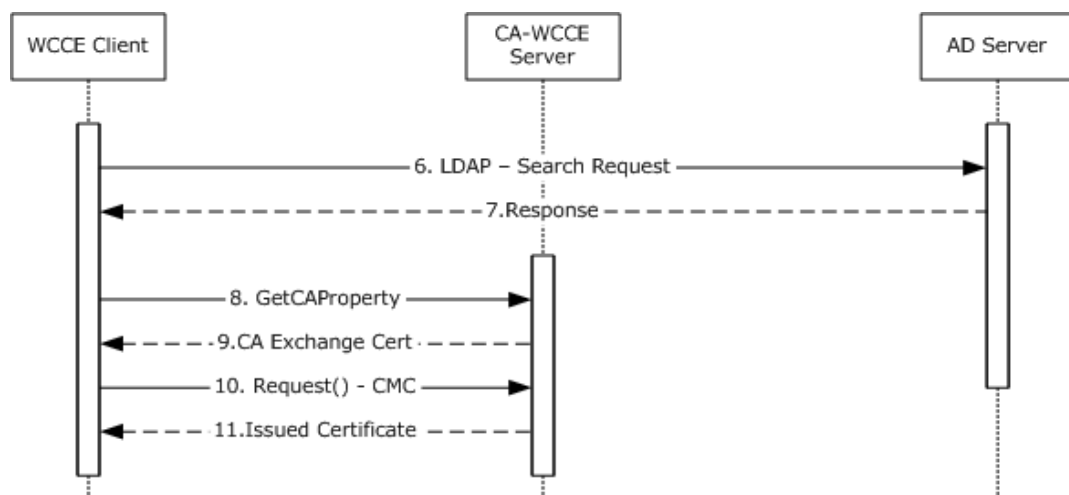 WCCE Client
CA-WCCE
Server
AD Server
6. LDAP – Search Request
7.Response
8. GetCAProperty
9.CA Exchange Cert
10. Request() - CMC
11.Issued Certificate